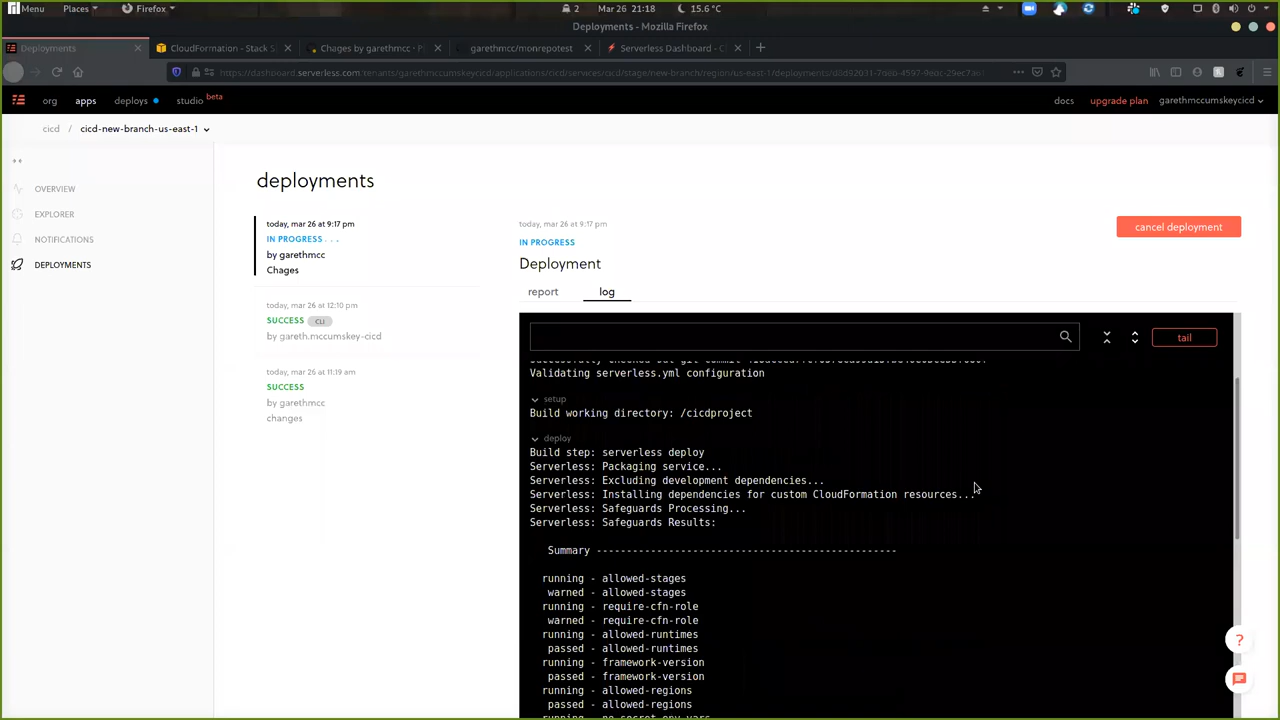 Menu Places Firefox 2 Mar 26 21:18 15.6 °C
Deployments - Mozilla Firefox
Deployments CloudFormation - Stack S Chages by garethmcc · P garethmcc/monrepotest Serverless Dashboard - C
org apps deploys studio beta docs upgrade plan garethmccumskeycicd
cicd / cicd-new-branch-us-east-1
OVERVIEW
EXPLORER
NOTIFICATIONS
DEPLOYMENTS
deployments
today, mar 26 at 9:17 pm
IN PROGRESS . . .
by garethmcc
Chages
today, mar 26 at 12:10 pm
SUCCESS CLI
by gareth.mccumskey-cicd
today, mar 26 at 11:19 am
SUCCESS
by garethmcc
changes
today, mar 26 at 9:17 pm
IN PROGRESS
cancel deployment
Deployment
report log
tail
Validating serverless.yml configuration
setup
Build working directory: /cicdproject
deploy
Build step: serverless deploy
Serverless: Packaging service...
Serverless: Excluding development dependencies...
Serverless: Installing dependencies for custom CloudFormation resources...
Serverless: Safeguards Processing...
Serverless: Safeguards Results:
Summary --------------------------------------------------
running - allowed-stages
warned - allowed-stages
running - require-cfn-role
warned - require-cfn-role
running - allowed-runtimes
passed - allowed-runtimes
running - framework-version
passed - framework-version
running - allowed-regions
passed - allowed-regions
running - no-secret-env-vars
?